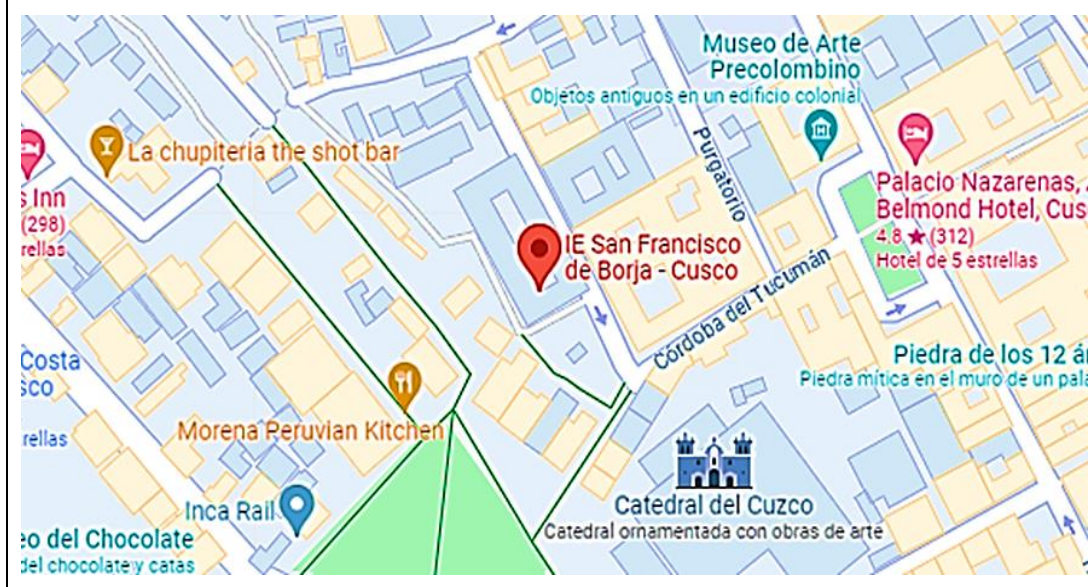 Museo de Arte
Precolombino
Objetos antiguos en un edificio colonial
Purgatorio
La chupiteria the shot bar
s Inn
(298)
rellas
Palacio Nazarenas, A
Belmond Hotel, Cus
4.8 ★ (312)
Hotel de 5 estrellas
IE San Francisco
de Borja - Cusco
Córdoba del Tucumán
Piedra de los 12 án
Piedra mítica en el muro de un pala
Costa
sco
rellas
Morena Peruvian Kitchen
Inca Rail
Catedral del Cuzco
Catedral ornamentada con obras de arte
eo del Chocolate
del chocolate y catas